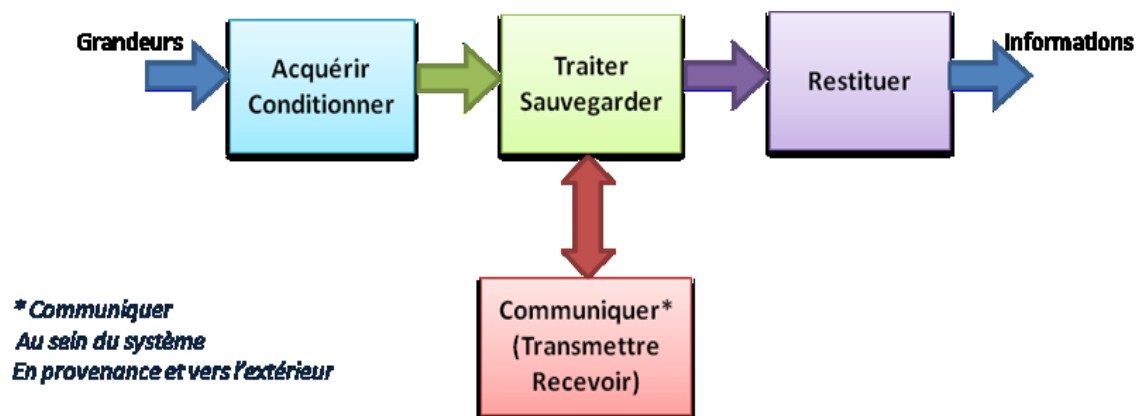 Grandeurs
Acquérir
Conditionner
Traiter
Sauvegarder
Restituer
Informations
Communiquer*
(Transmettre
Recevoir)
* Communiquer
Au sein du système
En provenance et vers l'extérieur